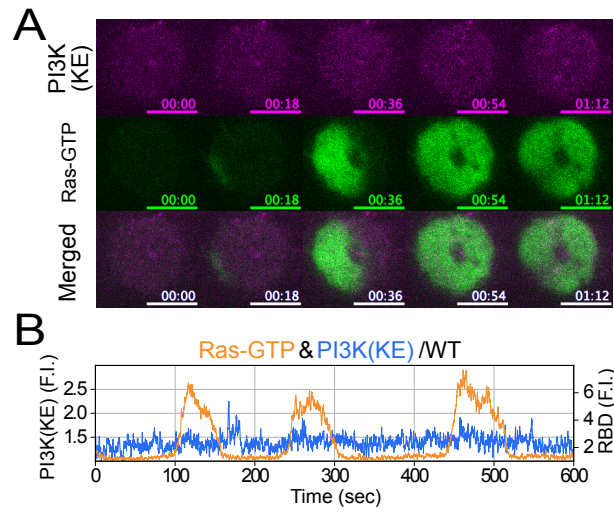 A
PI3K
(KE)
00:00 00:18 00:36 00:54 01:12
Ras-GTP
00:00 00:18 00:36 00:54 01:12
Merged
00:00 00:18 00:36 00:54 01:12
B
Ras-GTP & PI3K(KE) /WT
PI3K(KE) (F.I.)
2.5
2.0
1.5
6
4
2
RBD (F.I.)
0 100 200 300 400 500 600
Time (sec)